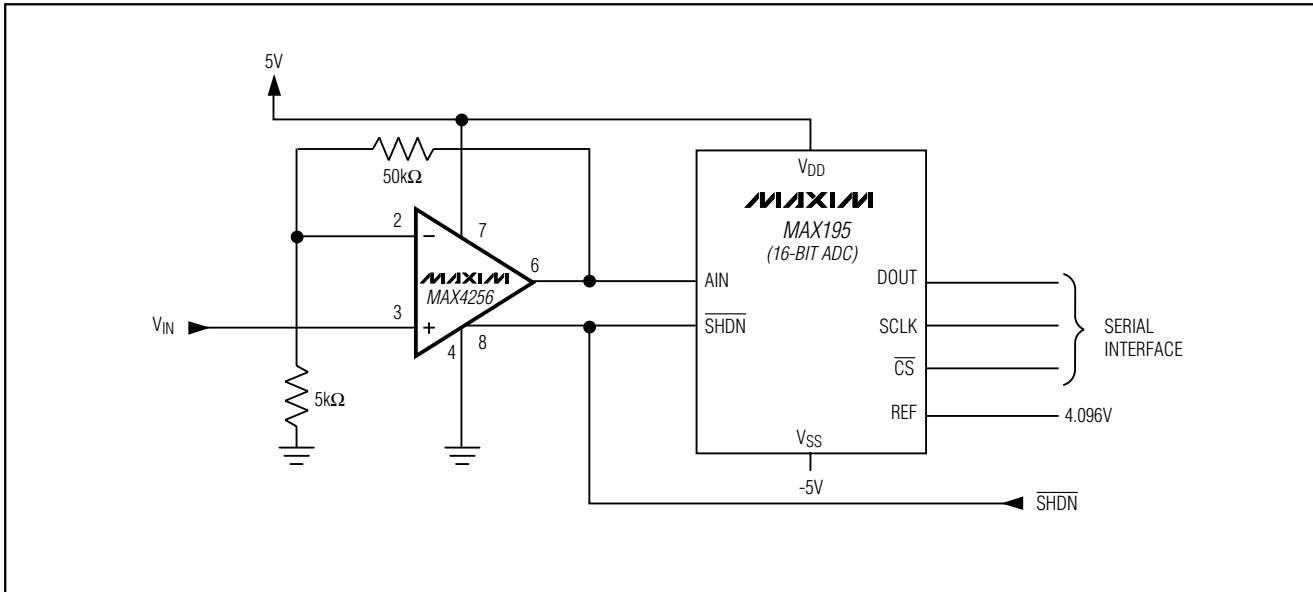 5V
50kΩ
2
−
7
MAXIM
MAX4256
6
3
+
4
8
VIN
5kΩ
VDD
MAXIM
MAX195
(16-BIT ADC)
AIN
SHDN
DOUT
SCLK
CS
REF
VSS
-5V
SERIAL
INTERFACE
4.096V
SHDN